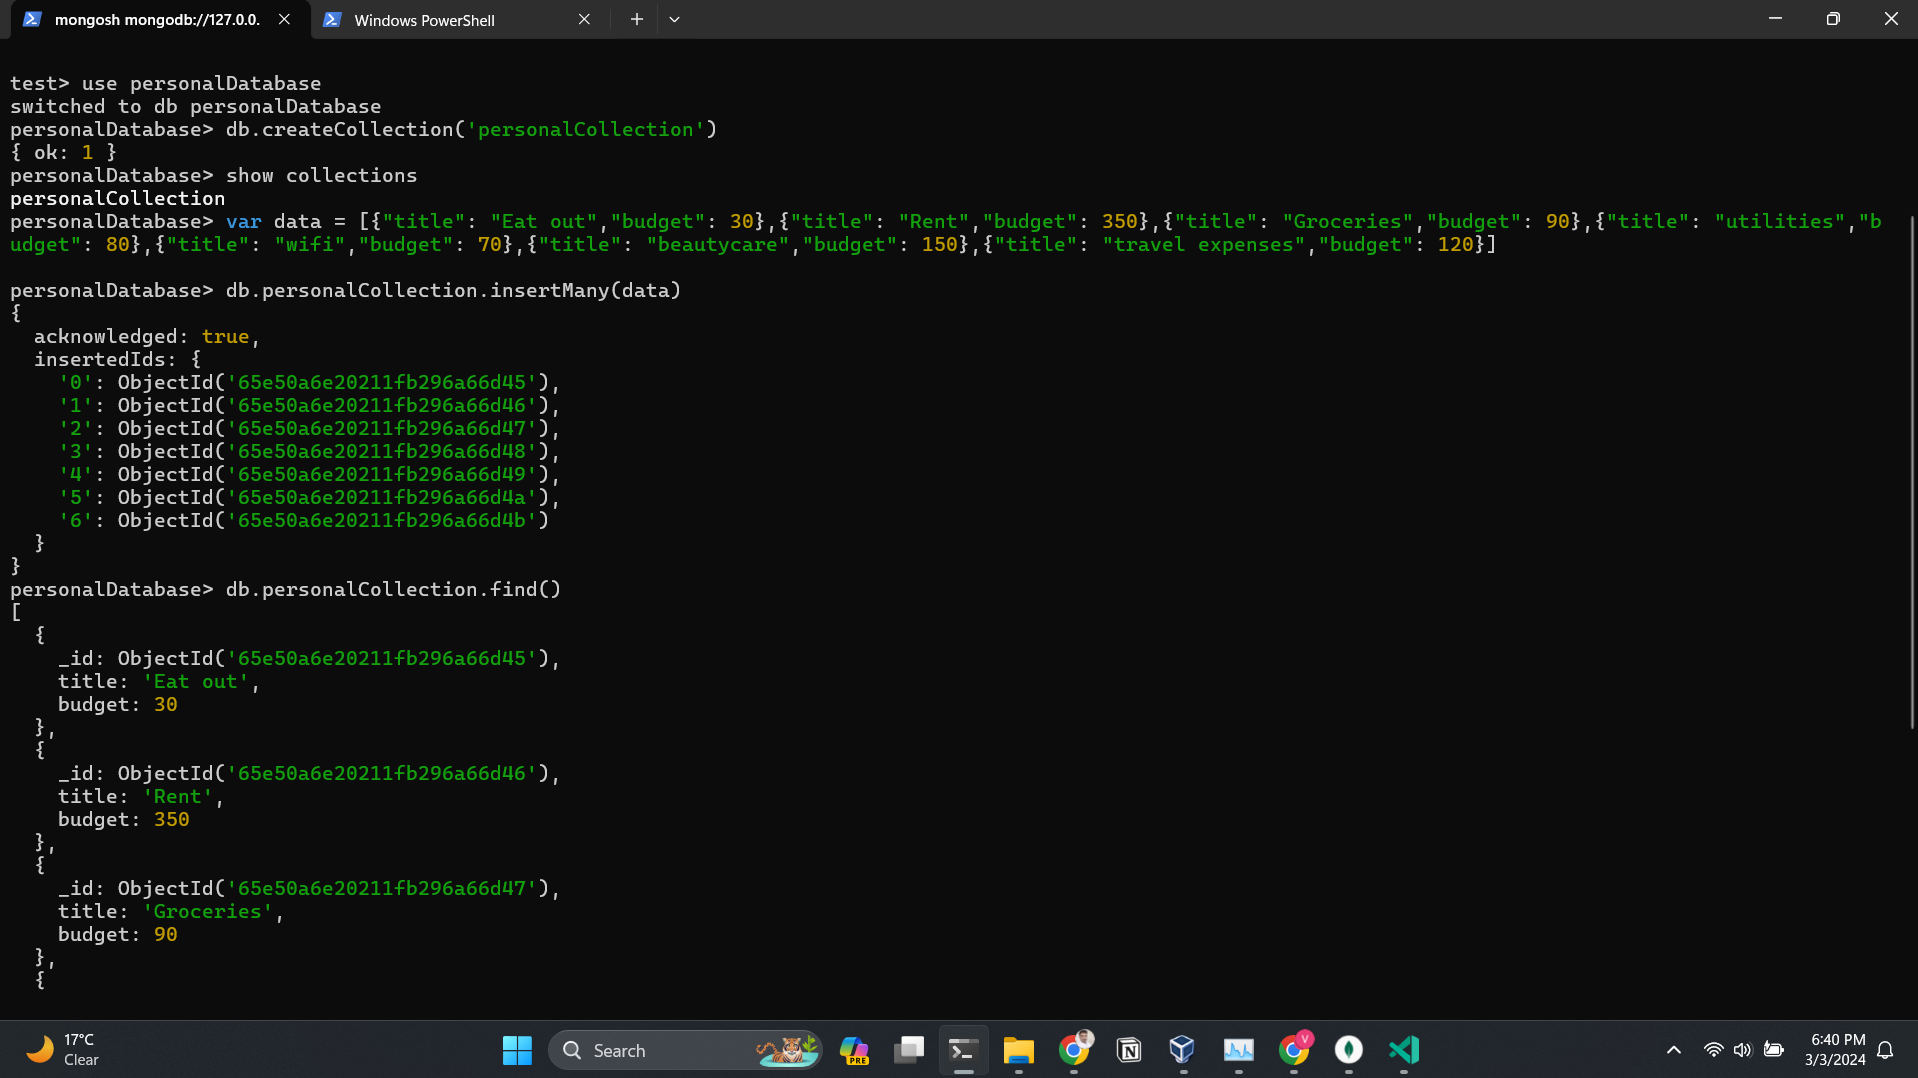 mongosh mongodb://127.0.0.
Windows PowerShell
test> use personalDatabase
switched to db personalDatabase
personalDatabase> db.createCollection('personalCollection')
{ ok: 1 }
personalDatabase> show collections
personalCollection
personalDatabase> var data = [{"title": "Eat out","budget": 30},{"title": "Rent","budget": 350},{"title": "Groceries","budget": 90},{"title": "utilities","b
udget": 80},{"title": "wifi","budget": 70},{"title": "beautycare","budget": 150},{"title": "travel expenses","budget": 120}]
personalDatabase> db.personalCollection.insertMany(data)
{
  acknowledged: true,
  insertedIds: {
    '0': ObjectId('65e50a6e20211fb296a66d45'),
    '1': ObjectId('65e50a6e20211fb296a66d46'),
    '2': ObjectId('65e50a6e20211fb296a66d47'),
    '3': ObjectId('65e50a6e20211fb296a66d48'),
    '4': ObjectId('65e50a6e20211fb296a66d49'),
    '5': ObjectId('65e50a6e20211fb296a66d4a'),
    '6': ObjectId('65e50a6e20211fb296a66d4b')
  }
}
personalDatabase> db.personalCollection.find()
[
  {
    _id: ObjectId('65e50a6e20211fb296a66d45'),
    title: 'Eat out',
    budget: 30
  },
  {
    _id: ObjectId('65e50a6e20211fb296a66d46'),
    title: 'Rent',
    budget: 350
  },
  {
    _id: ObjectId('65e50a6e20211fb296a66d47'),
    title: 'Groceries',
    budget: 90
  },
  {
17°C
Clear
Search
PRE
V
6:40 PM
3/3/2024